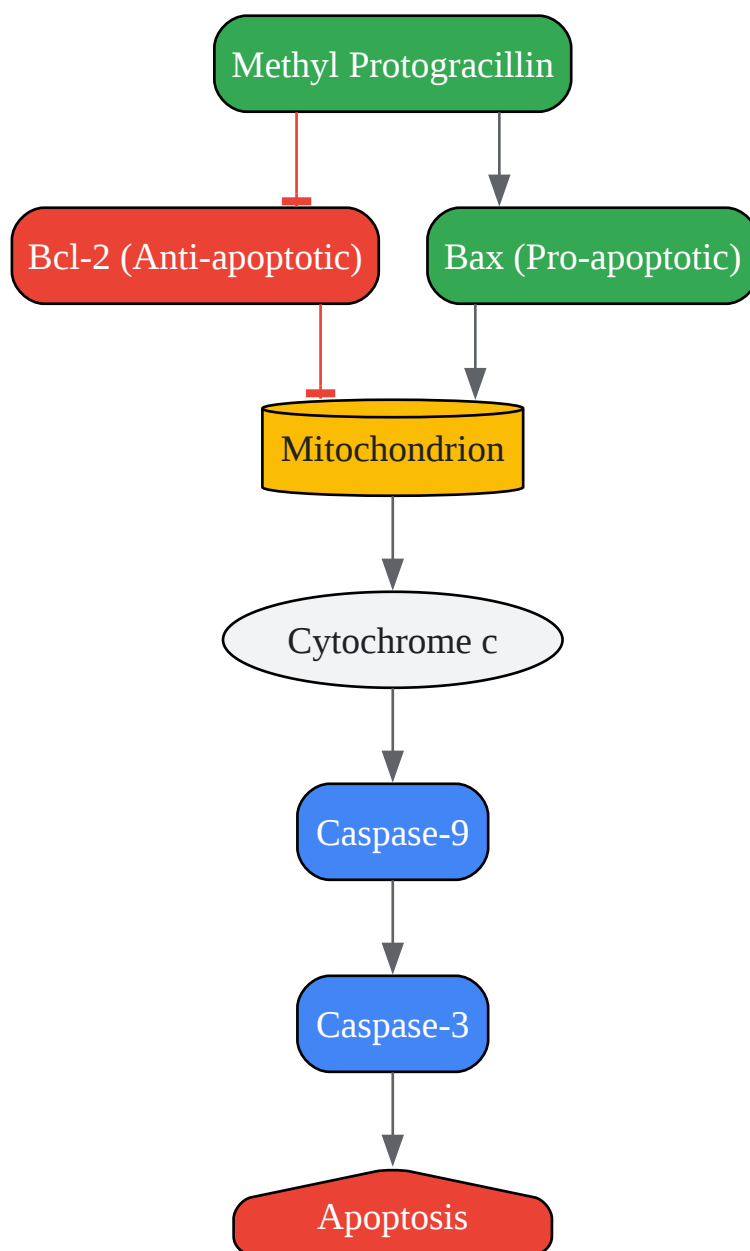 Methyl Protogracillin
Bcl-2 (Anti-apoptotic)
Bax (Pro-apoptotic)
Mitochondrion
Cytochrome c
Caspase-9
Caspase-3
Apoptosis